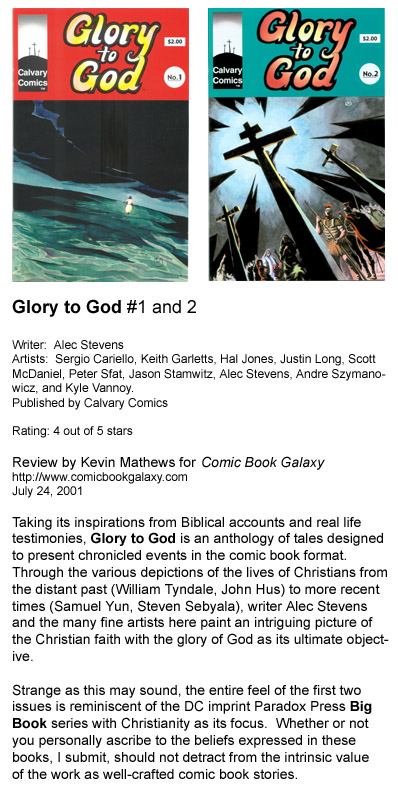 Glory
to
God
$2.00
No.1
Calvary
Comics
Glory
to
God
$2.00
No.2
Calvary
Comics
Glory to God #1 and 2
Writer:  Alec Stevens
Artists:  Sergio Cariello, Keith Garletts, Hal Jones, Justin Long, Scott
McDaniel, Peter Sfat, Jason Stamwitz, Alec Stevens, Andre Szymano-
wicz, and Kyle Vannoy.
Published by Calvary Comics
Rating: 4 out of 5 stars
Review by Kevin Mathews for Comic Book Galaxy
http://www.comicbookgalaxy.com
July 24, 2001
Taking its inspirations from Biblical accounts and real life
testimonies, Glory to God is an anthology of tales designed
to present chronicled events in the comic book format.
Through the various depictions of the lives of Christians from
the distant past (William Tyndale, John Hus) to more recent
times (Samuel Yun, Steven Sebyala), writer Alec Stevens
and the many fine artists here paint an intriguing picture of
the Christian faith with the glory of God as its ultimate object-
ive.
Strange as this may sound, the entire feel of the first two
issues is reminiscent of the DC imprint Paradox Press Big
Book series with Christianity as its focus.  Whether or not
you personally ascribe to the beliefs expressed in these
books, I submit, should not detract from the intrinsic value
of the work as well-crafted comic book stories.